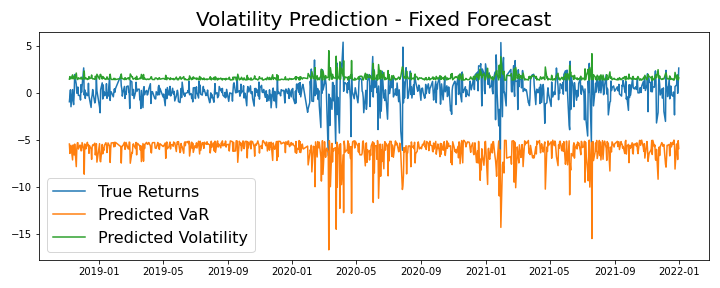 Volatility Prediction - Fixed Forecast
5
0
−5
−10
−15
True Returns
Predicted VaR
Predicted Volatility
2019-01 2019-05 2019-09 2020-01 2020-05 2020-09 2021-01 2021-05 2021-09 2022-01